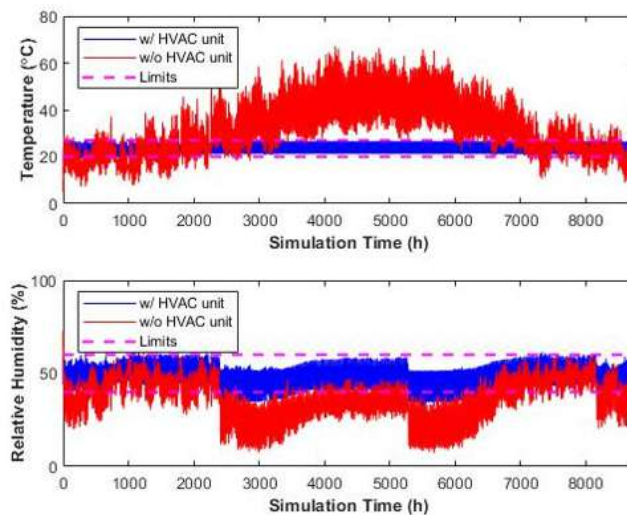 80
60
40
20
0
Temperature (°C)
w/ HVAC unit
w/o HVAC unit
Limits
0 1000 2000 3000 4000 5000 6000 7000 8000
Simulation Time (h)
100
50
0
Relative Humidity (%)
w/ HVAC unit
w/o HVAC unit
Limits
0 1000 2000 3000 4000 5000 6000 7000 8000
Simulation Time (h)